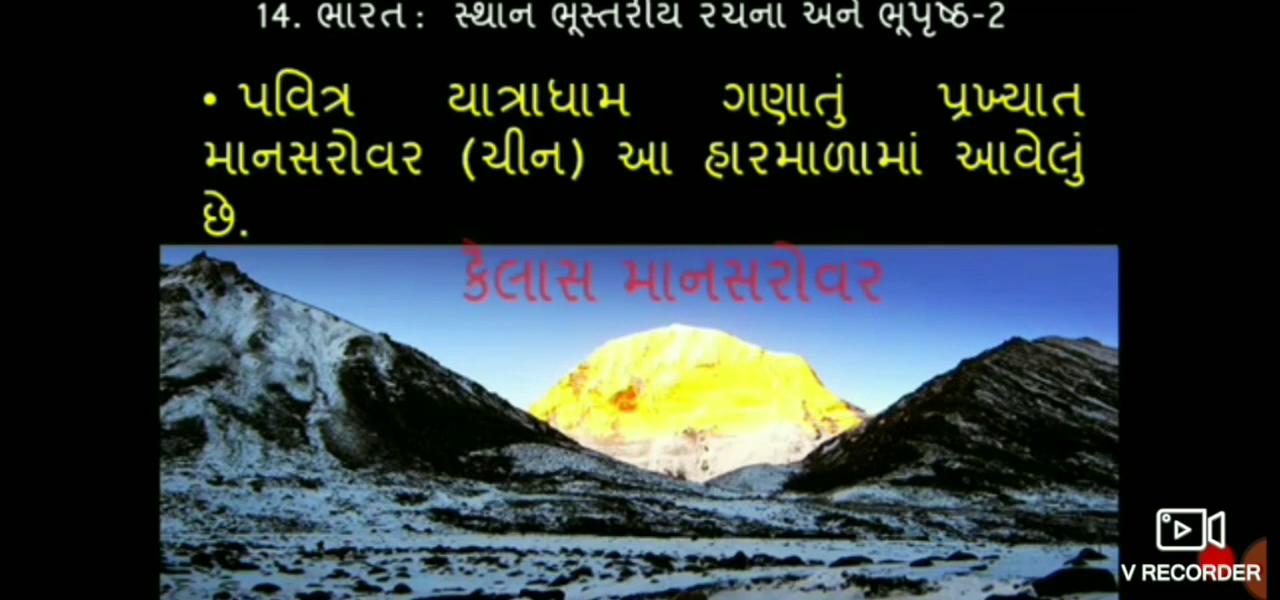 14. ભારત : સ્થાન ભૂસ્તરીય રચના અને ભૂપૃષ્ઠ-2
• પવિત્ર યાત્રાધામ ગણાતું પ્રખ્યાત
માનસરોવર (ચીન) આ હારમાળામાં આવેલું
છે.
કૈલાસ માનસરોવર
V RECORDER